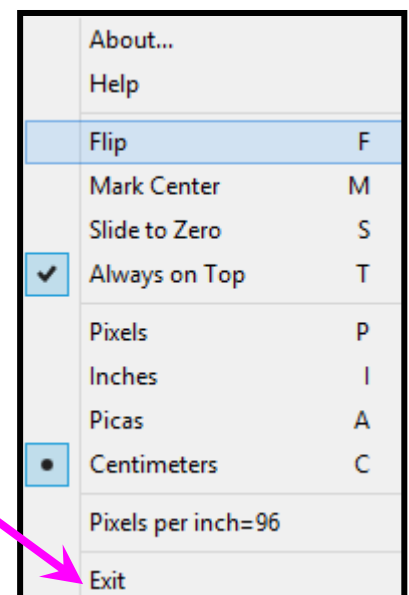 About...
Help
Flip F
Mark Center M
Slide to Zero S
Always on Top T
Pixels P
Inches I
Picas A
Centimeters C
Pixels per inch=96
Exit